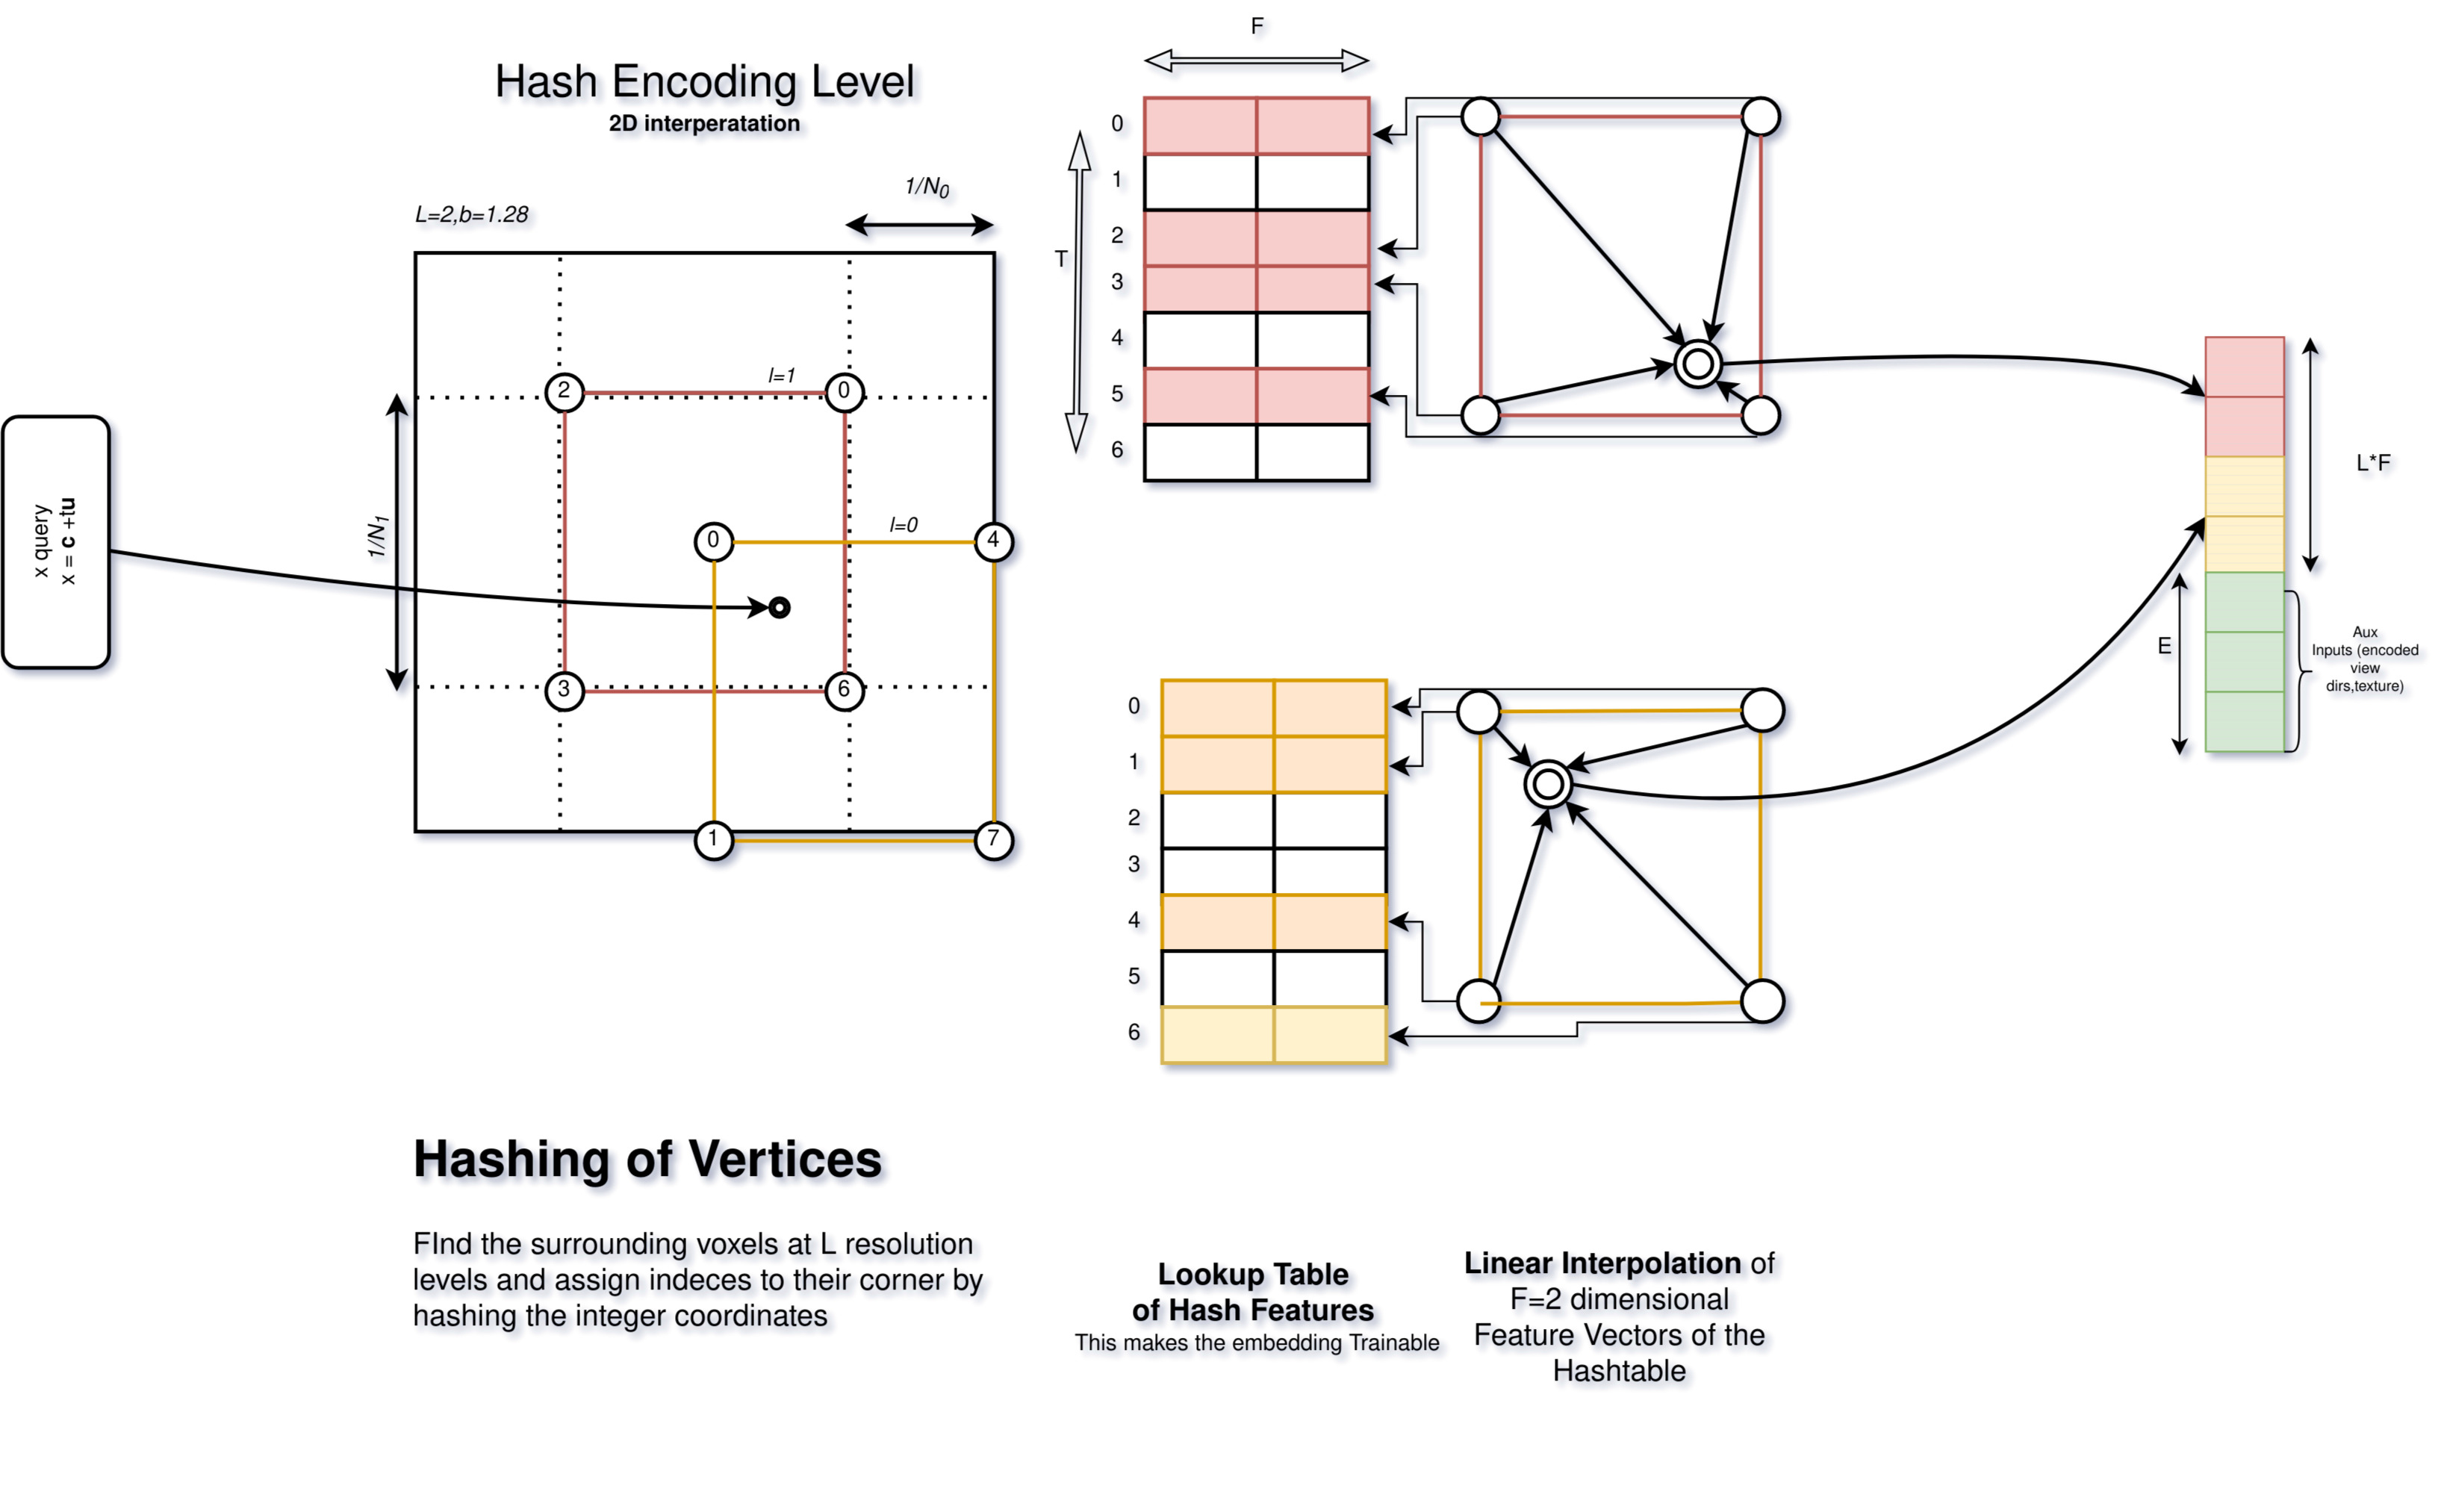 F
Hash Encoding Level
2D interperatation
L=2,b=1.28
1/N0
l=1
2
0
l=0
0
4
1/N1
x query
x = c +tu
3
6
1
7
T
0
1
2
3
4
5
6
0
1
2
3
4
5
6
L*F
E
Aux
Inputs (encoded
view
dirs,texture)
Hashing of Vertices
FInd the surrounding voxels at L resolution
levels and assign indeces to their corner by
hashing the integer coordinates
Lookup Table
of Hash Features
This makes the embedding Trainable
Linear Interpolation of
F=2 dimensional
Feature Vectors of the
Hashtable